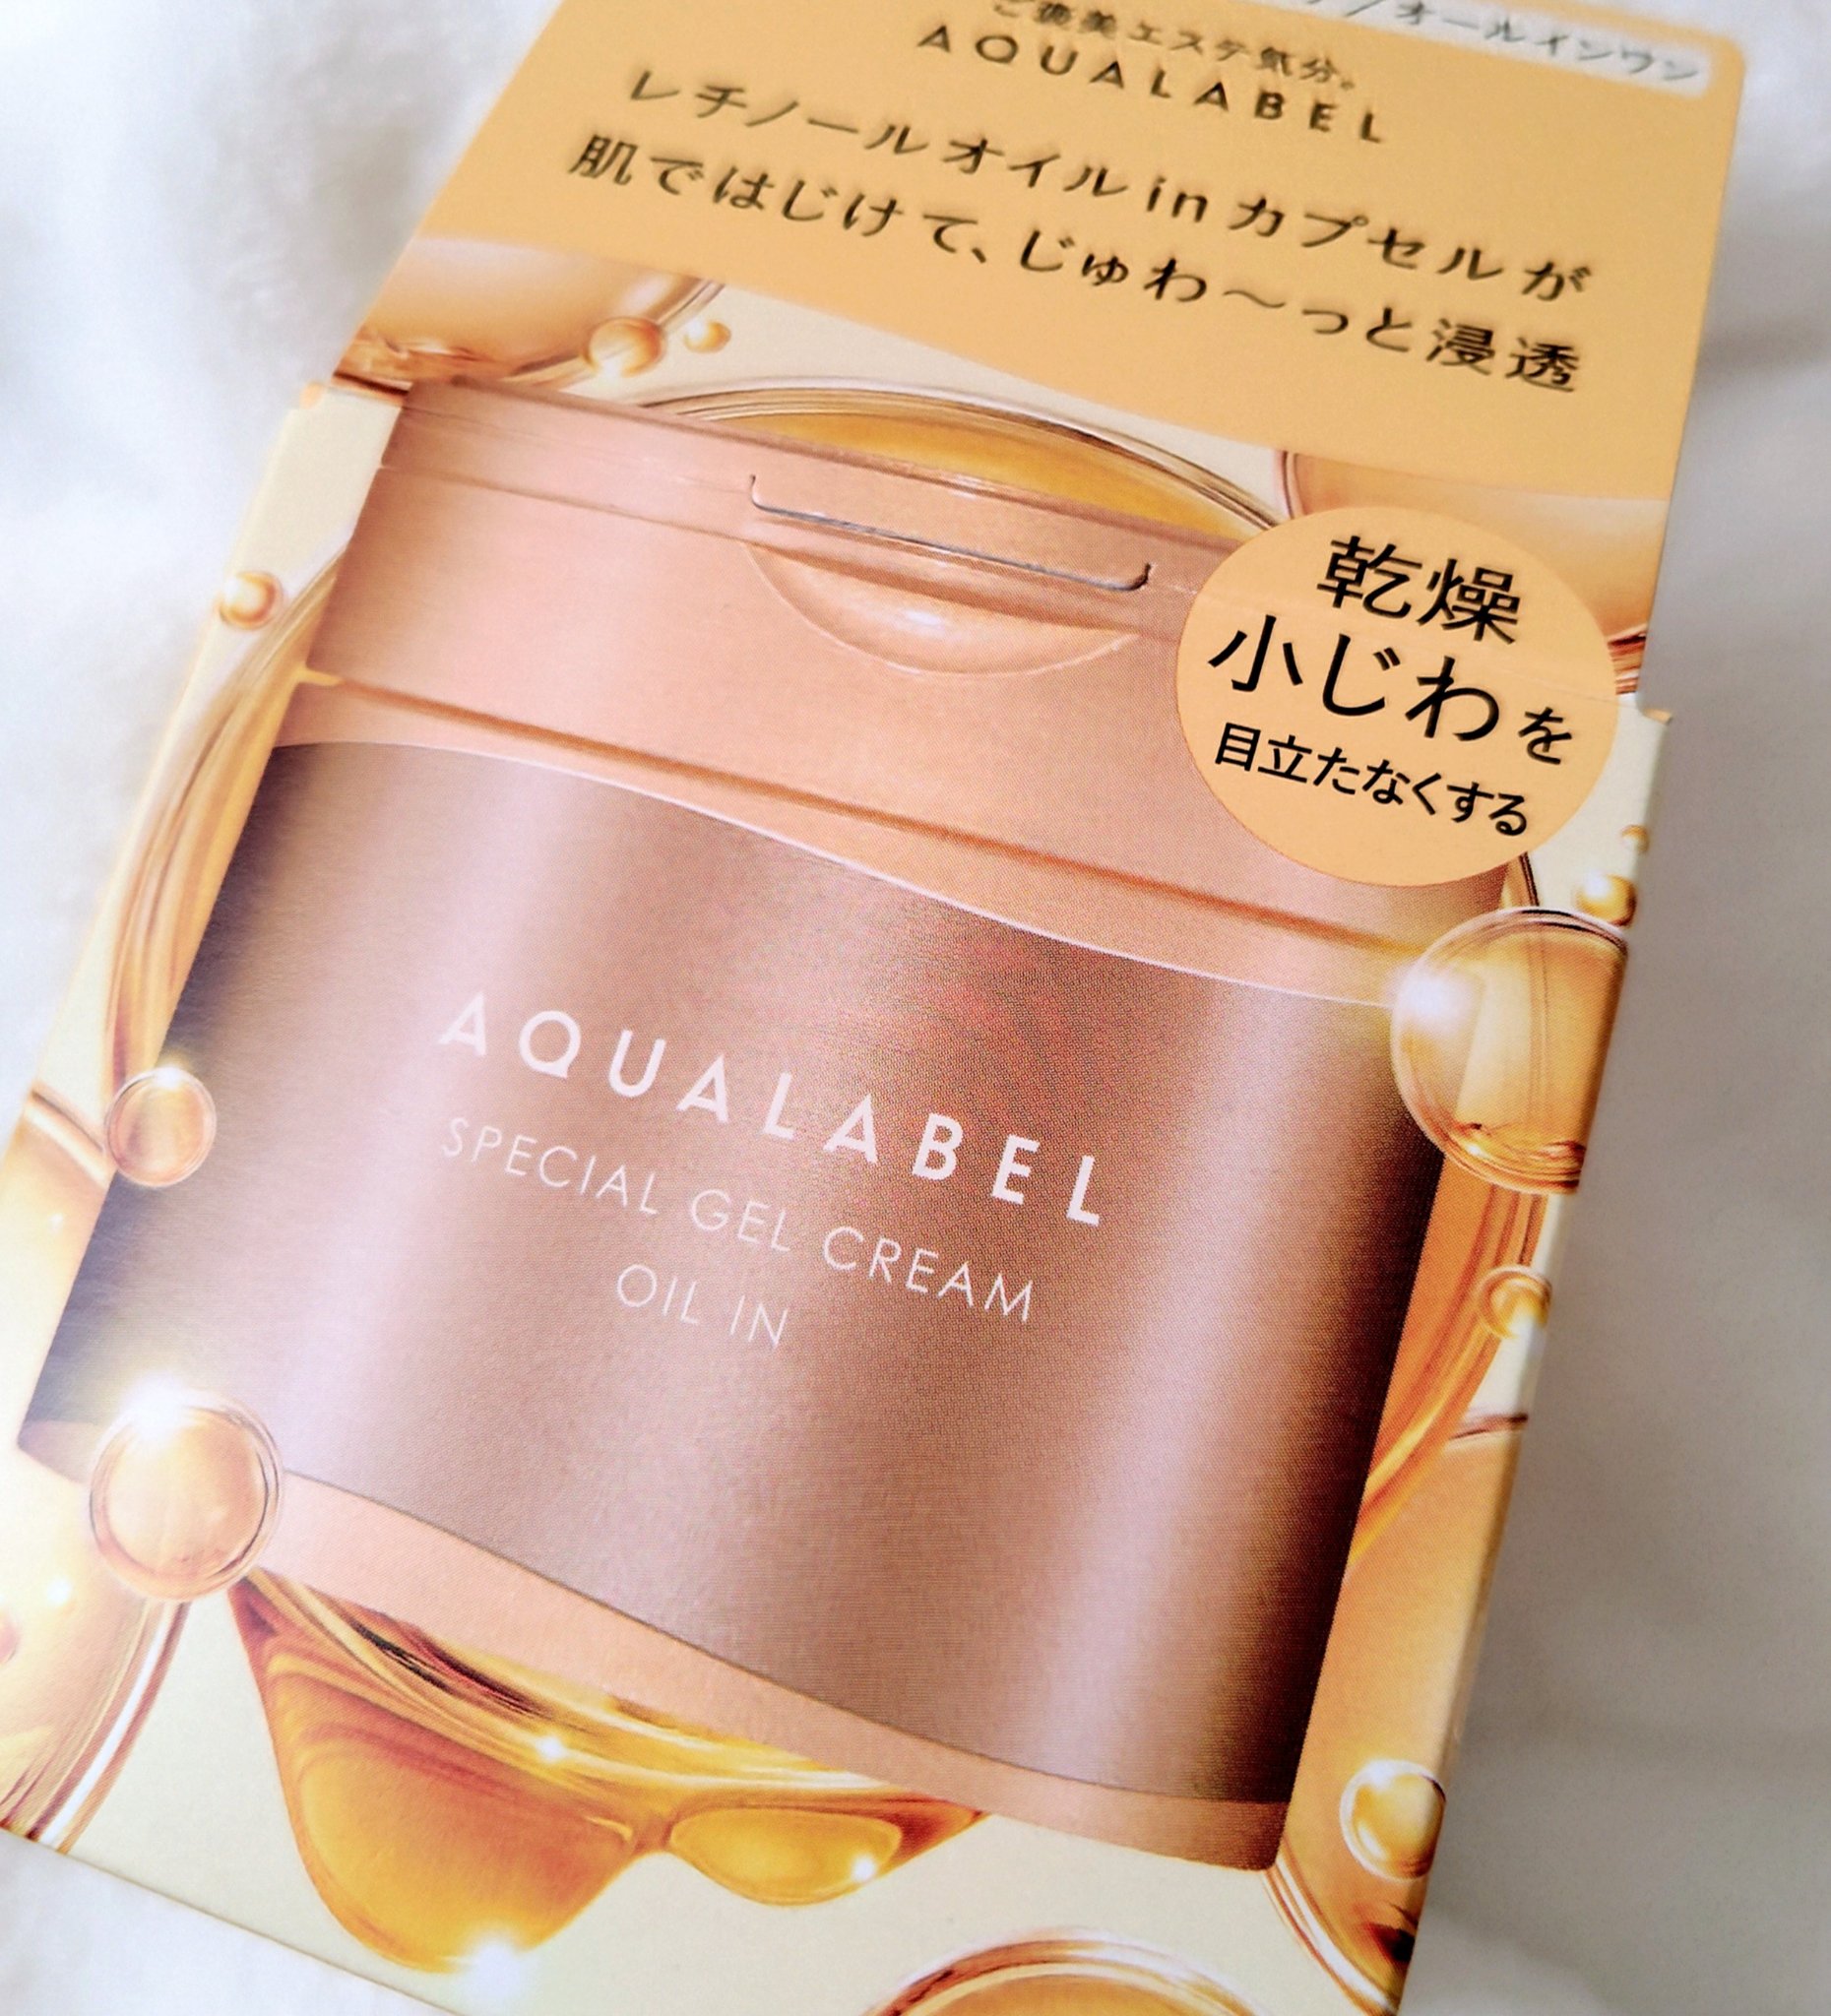 ／オールインワン
ご褒美エステ気分。
AQUALABEL
レチノールオイルinカプセルが
肌ではじけて、じゅわ～っと浸透
乾燥
小じわを
目立たなくする
AQUALABEL
SPECIAL GEL CREAM
OIL IN